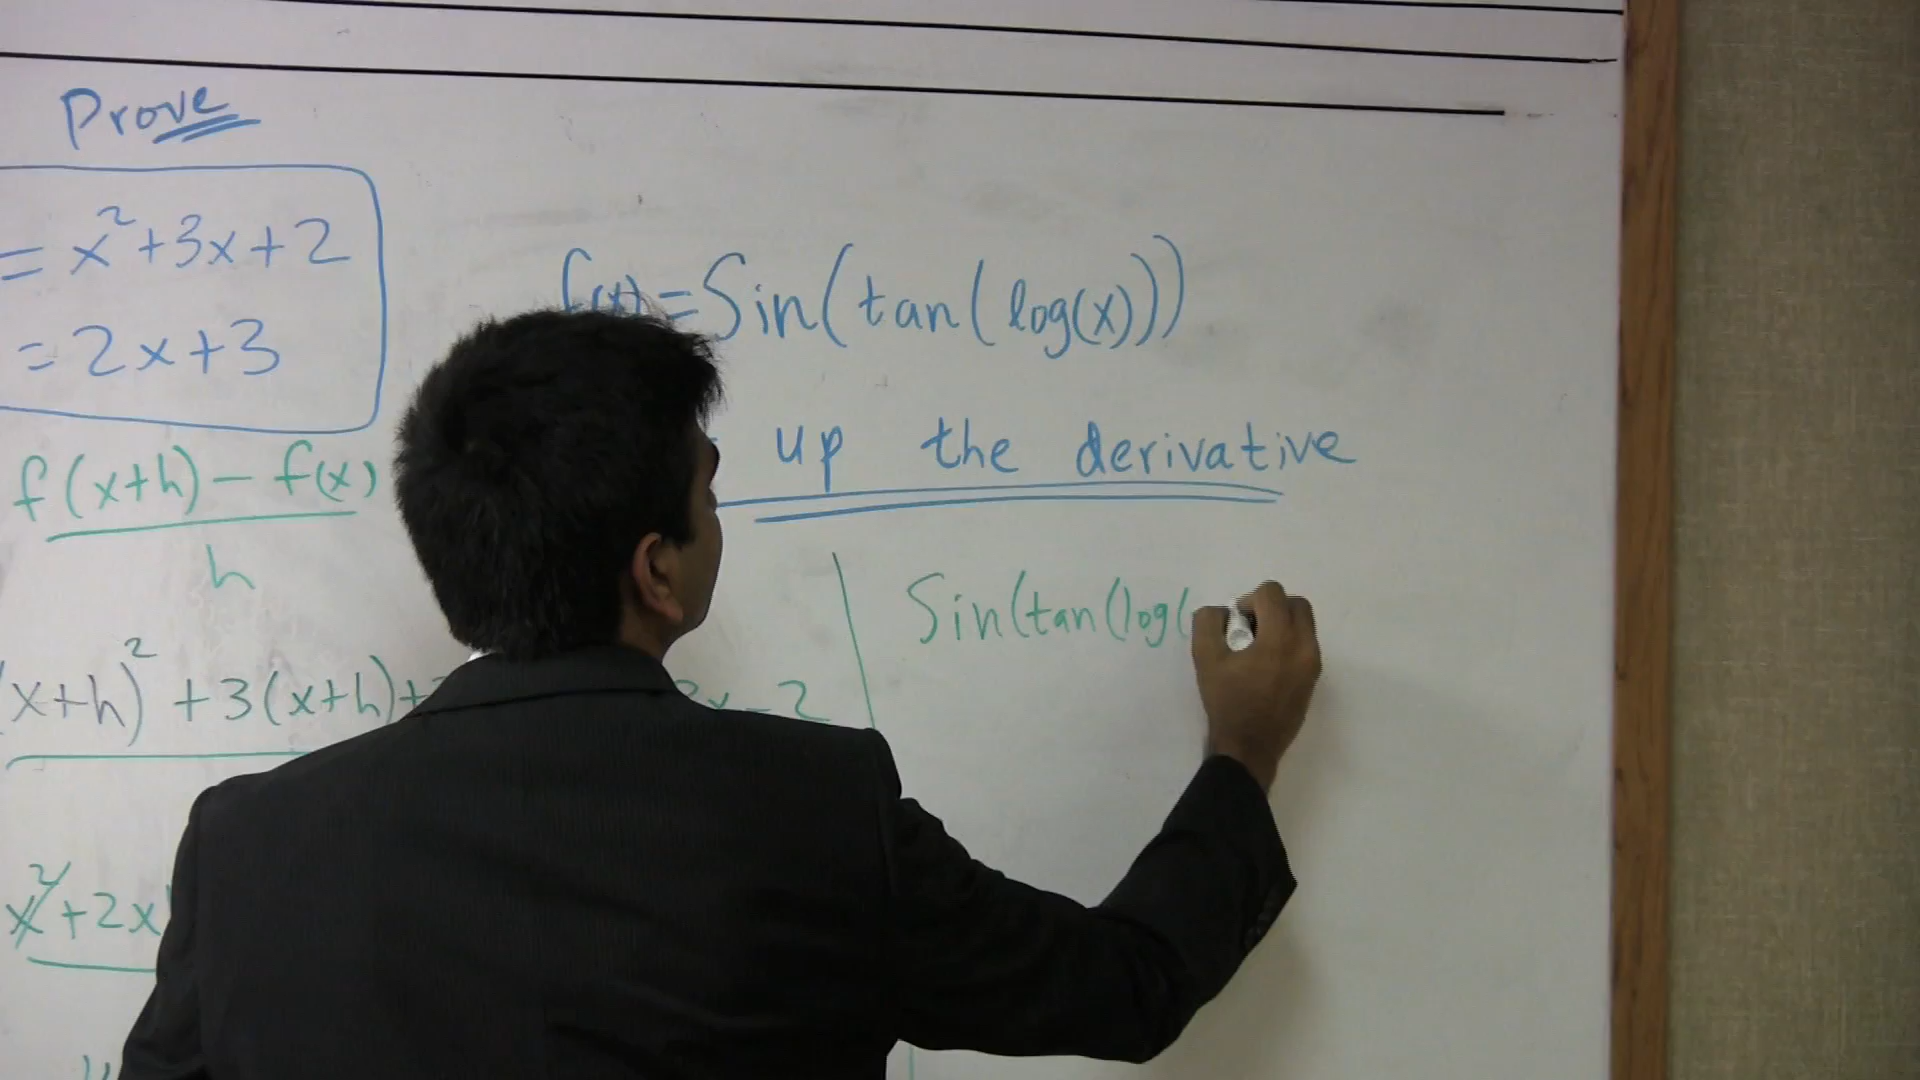 Prove
= x²+3x+2
= 2x+3
f(x+h) - f(x)
h
(x+h)² +3(x+h)+
- 2
x²+2x
f(x)=Sin(tan(log(x)))
up the derivative
Sin(tan(log(